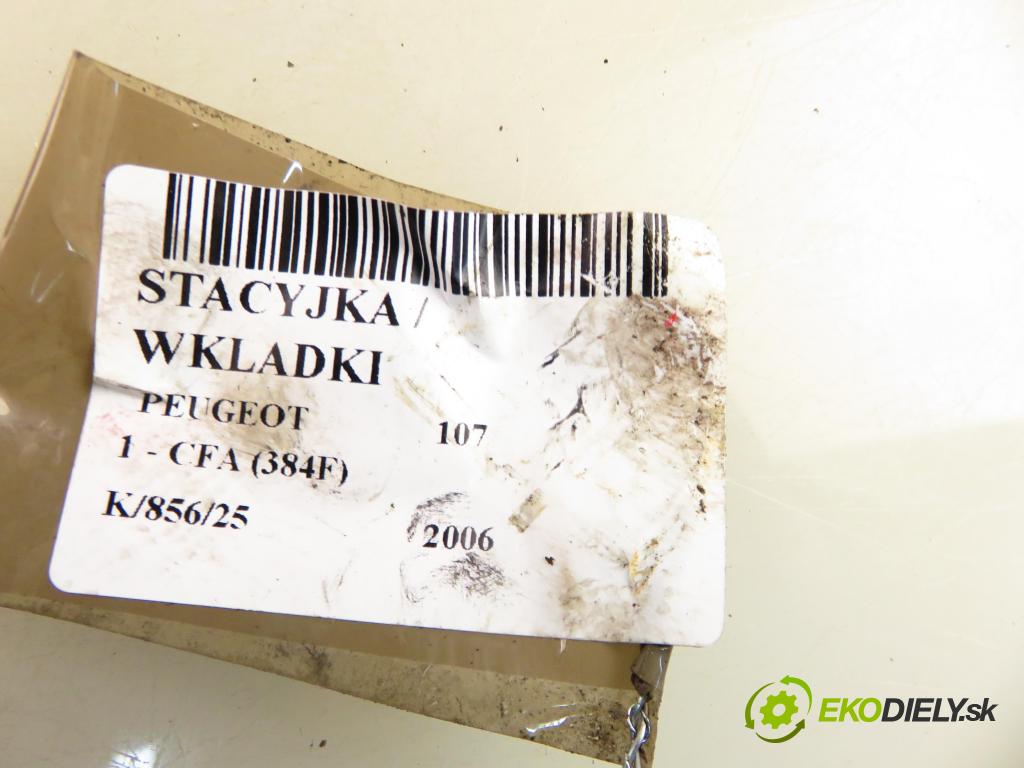 STACYJKA /
WKLADKI
PEUGEOT 107
1 - CFA (384F)
K/856/25 2006
EKODIELY.sk